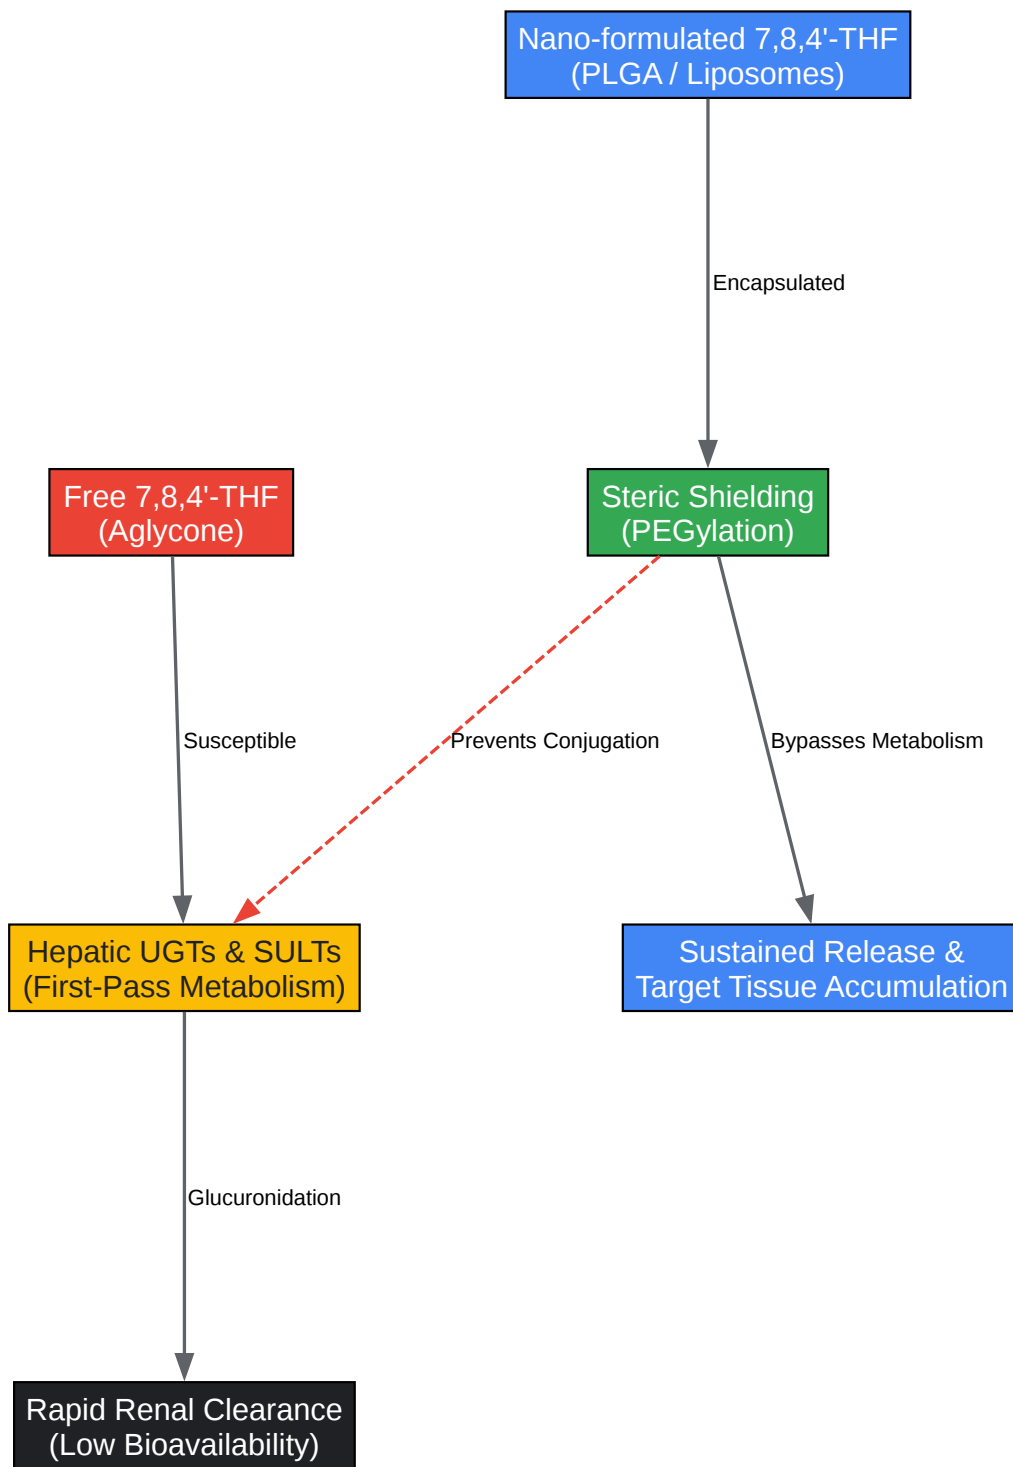 Nano-formulated 7,8,4'-THF
(PLGA / Liposomes)
Encapsulated
Free 7,8,4'-THF
(Aglycone)
Steric Shielding
(PEGylation)
Susceptible
Prevents Conjugation
Bypasses Metabolism
Hepatic UGTs & SULTs
(First-Pass Metabolism)
Sustained Release &
Target Tissue Accumulation
Glucuronidation
Rapid Renal Clearance
(Low Bioavailability)